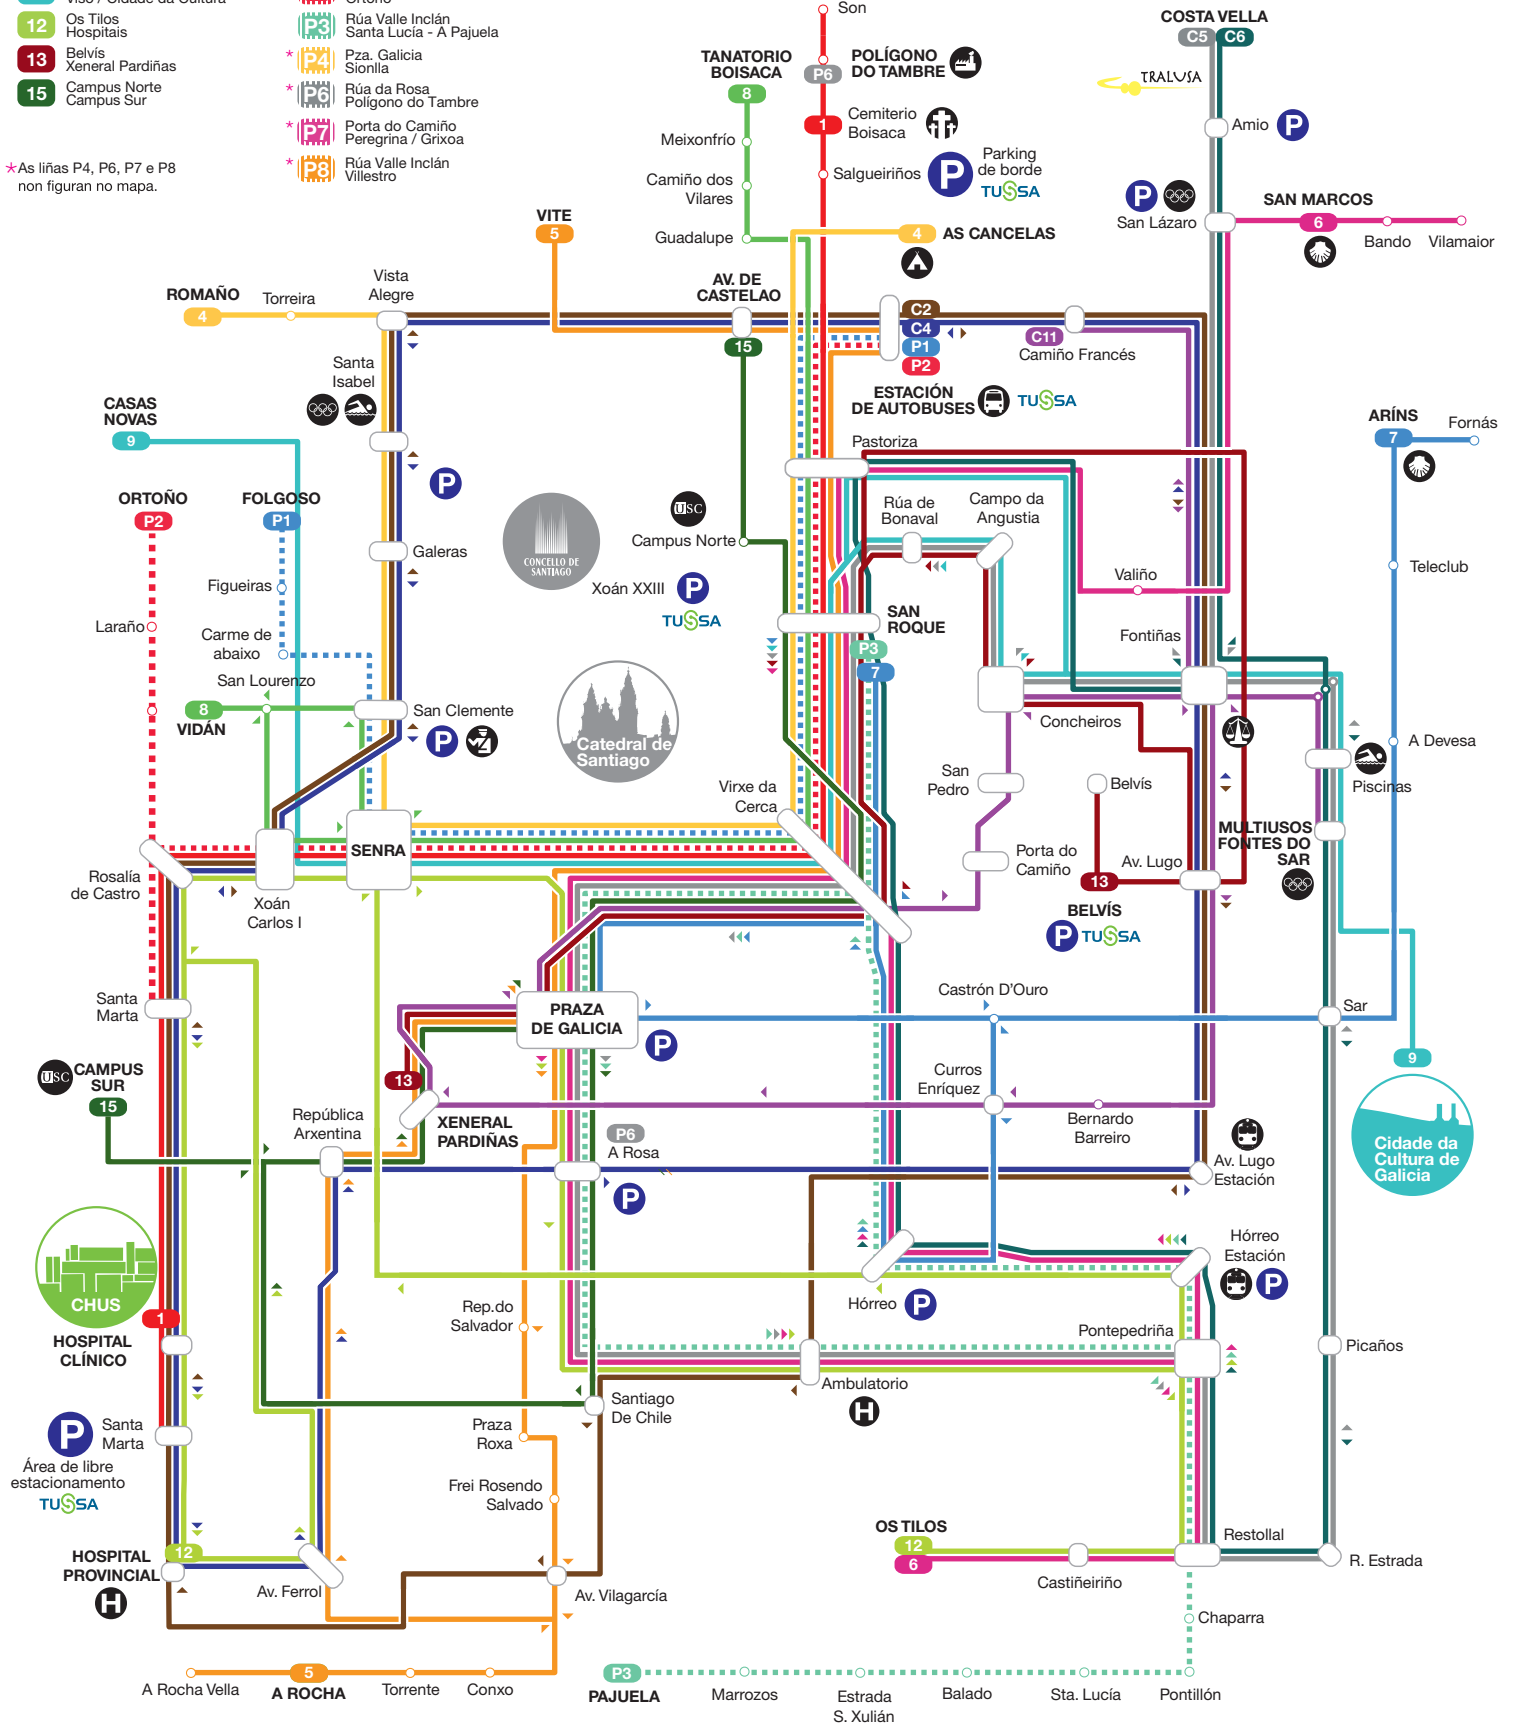 12
Os Tilos
Hospitais
13
Belvís
Xeneral Pardiñas
15
Campus Norte
Campus Sur
P3
Rúa Valle Inclán
Santa Lucía - A Pajuela
* P4
Pza. Galicia
Sionlla
* P6
Rúa da Rosa
Polígono do Tambre
* P7
Porta do Camiño
Peregrina / Grixoa
* P8
Rúa Valle Inclán
Villestro
*As liñas P4, P6, P7 e P8
non figuran no mapa.
Son
P6
POLÍGONO
DO TAMBRE
TANATORIO
BOISACA
8
1
Cemiterio
Boisaca
Meixonfrío
Camiño dos
Vilares
Guadalupe
Salgueiriños
P
Parking
de borde
TUSSA
COSTA VELLA
C5 C6
TRALUSA
Amio
P
P
San Lázaro
SAN MARCOS
6
Bando
Vilamaior
VITE
5
4
AS CANCELAS
Vista
Alegre
ROMAÑO
4
Torreira
AV. DE
CASTELAO
15
C2
C4
P1
P2
C11
Camiño Francés
ESTACIÓN
DE AUTOBUSES
TUSSA
Santa
Isabel
CASAS
NOVAS
9
P
ARÍNS
7
Fornás
Pastoriza
ORTOÑO
P2
FOLGOSO
P1
CONCELLO DE
SANTIAGO
USC
Campus Norte
Rúa de
Bonaval
Campo da
Angustia
Galeras
Figueiras
Xoán XXIII
P
TUSSA
Valiño
Teleclub
Laraño
Carme de
abaixo
SAN
ROQUE
P3
7
Fontiñas
San Lourenzo
8
VIDÁN
San Clemente
P
Catedral de
Santiago
Concheiros
A Devesa
San
Pedro
Belvís
Piscinas
Virxe da
Cerca
MULTIUSOS
FONTES DO
SAR
SENRA
Porta do
Camiño
Av. Lugo
13
BELVÍS
P
TUSSA
Rosalía
de Castro
Xoán
Carlos I
Santa
Marta
PRAZA
DE GALICIA
P
Castrón D'Ouro
Sar
USC
CAMPUS
SUR
15
13
XENERAL
PARDIÑAS
Curros
Enríquez
Bernardo
Barreiro
9
Cidade da
Cultura de
Galicia
República
Arxentina
P6
A Rosa
P
Av. Lugo
Estación
CHUS
1
HOSPITAL
CLÍNICO
Hórreo
P
Hórreo
Estación
P
Rep.do
Salvador
Pontepedriña
Picaños
Ambulatorio
H
Santiago
De Chile
P
Santa
Marta
Área de libre
estacionamento
TUSSA
Praza
Roxa
Frei Rosendo
Salvado
OS TILOS
12
6
Castiñeiriño
Restollal
R. Estrada
12
HOSPITAL
PROVINCIAL
H
Av. Ferrol
Av. Vilagarcía
Chaparra
A Rocha Vella
5
A ROCHA
Torrente
Conxo
P3
PAJUELA
Marrozos
Estrada
S. Xulián
Balado
Sta. Lucía
Pontillón